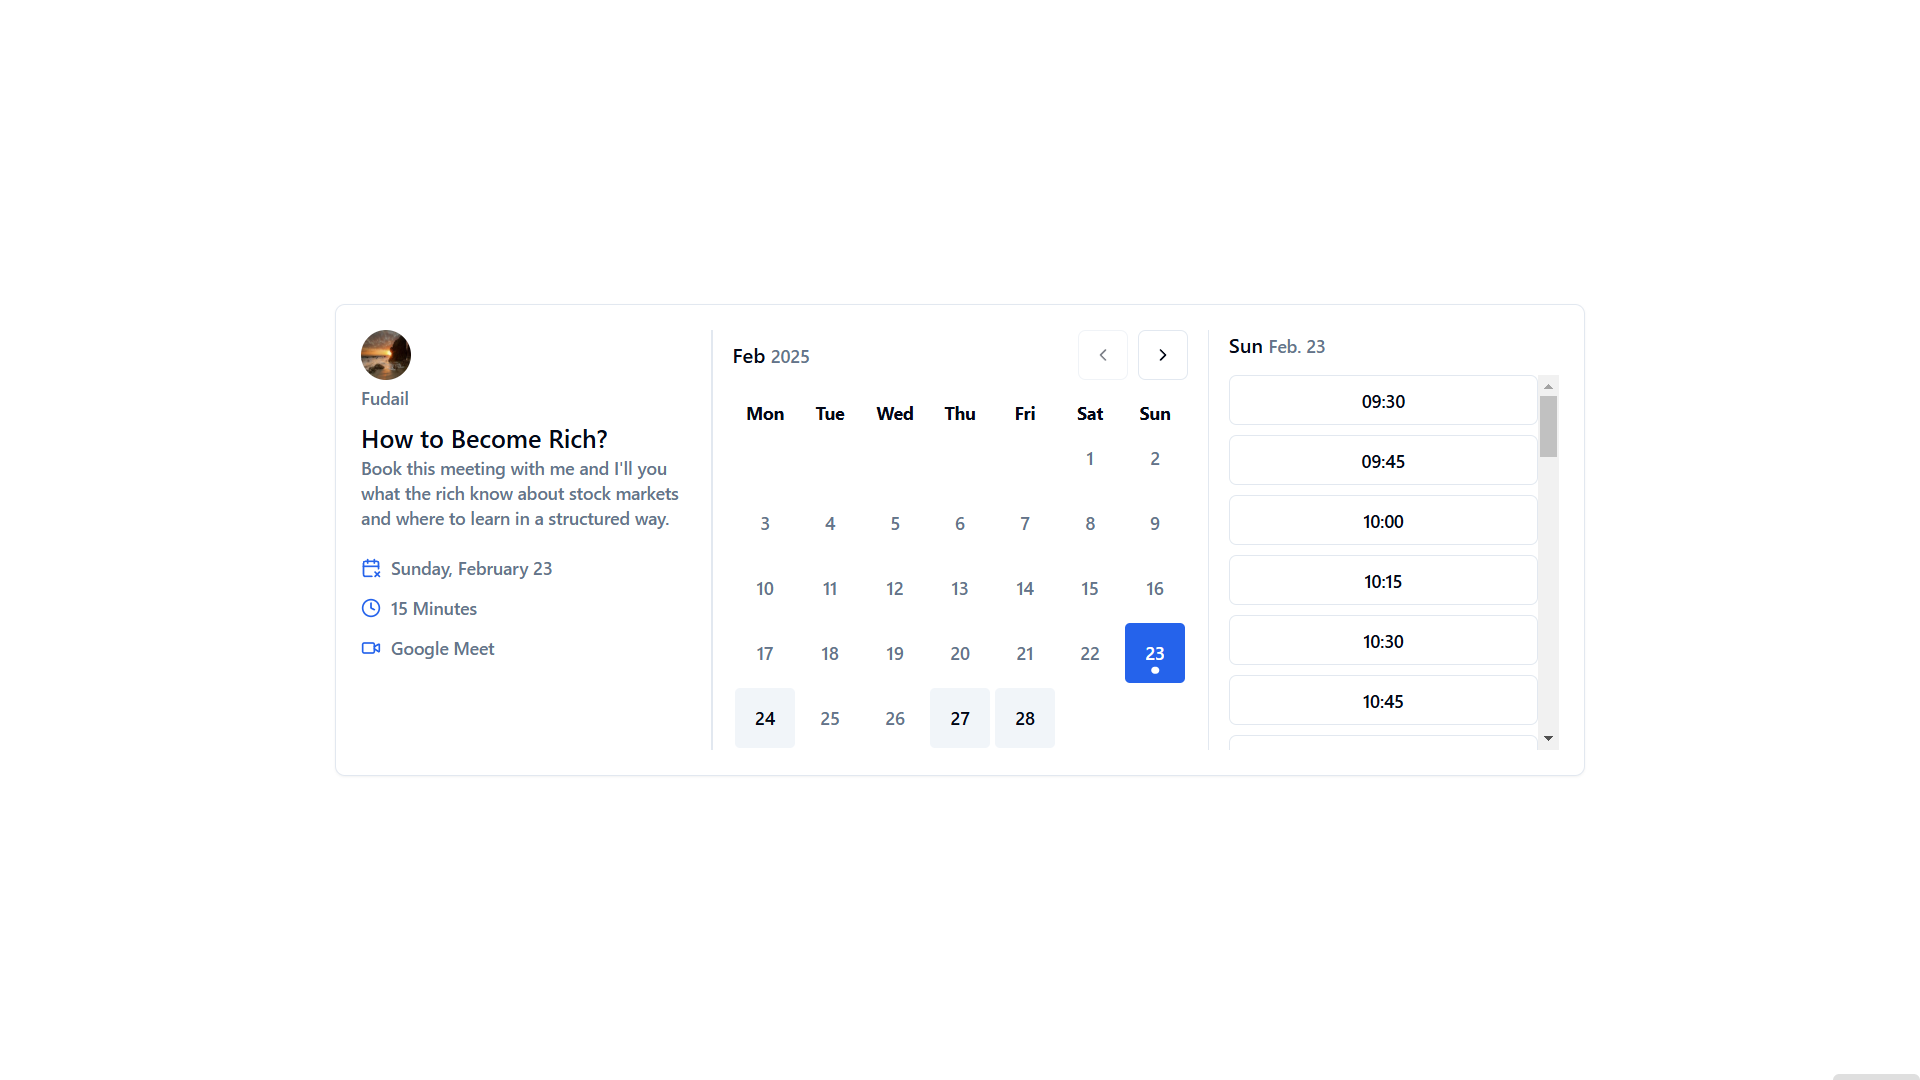 Fudail
How to Become Rich?
Book this meeting with me and I'll you
what the rich know about stock markets
and where to learn in a structured way.
Sunday, February 23
15 Minutes
Google Meet
Feb 2025
Mon Tue Wed Thu Fri Sat Sun
1 2
3 4 5 6 7 8 9
10 11 12 13 14 15 16
17 18 19 20 21 22 23
24 25 26 27 28
Sun Feb. 23
09:30
09:45
10:00
10:15
10:30
10:45